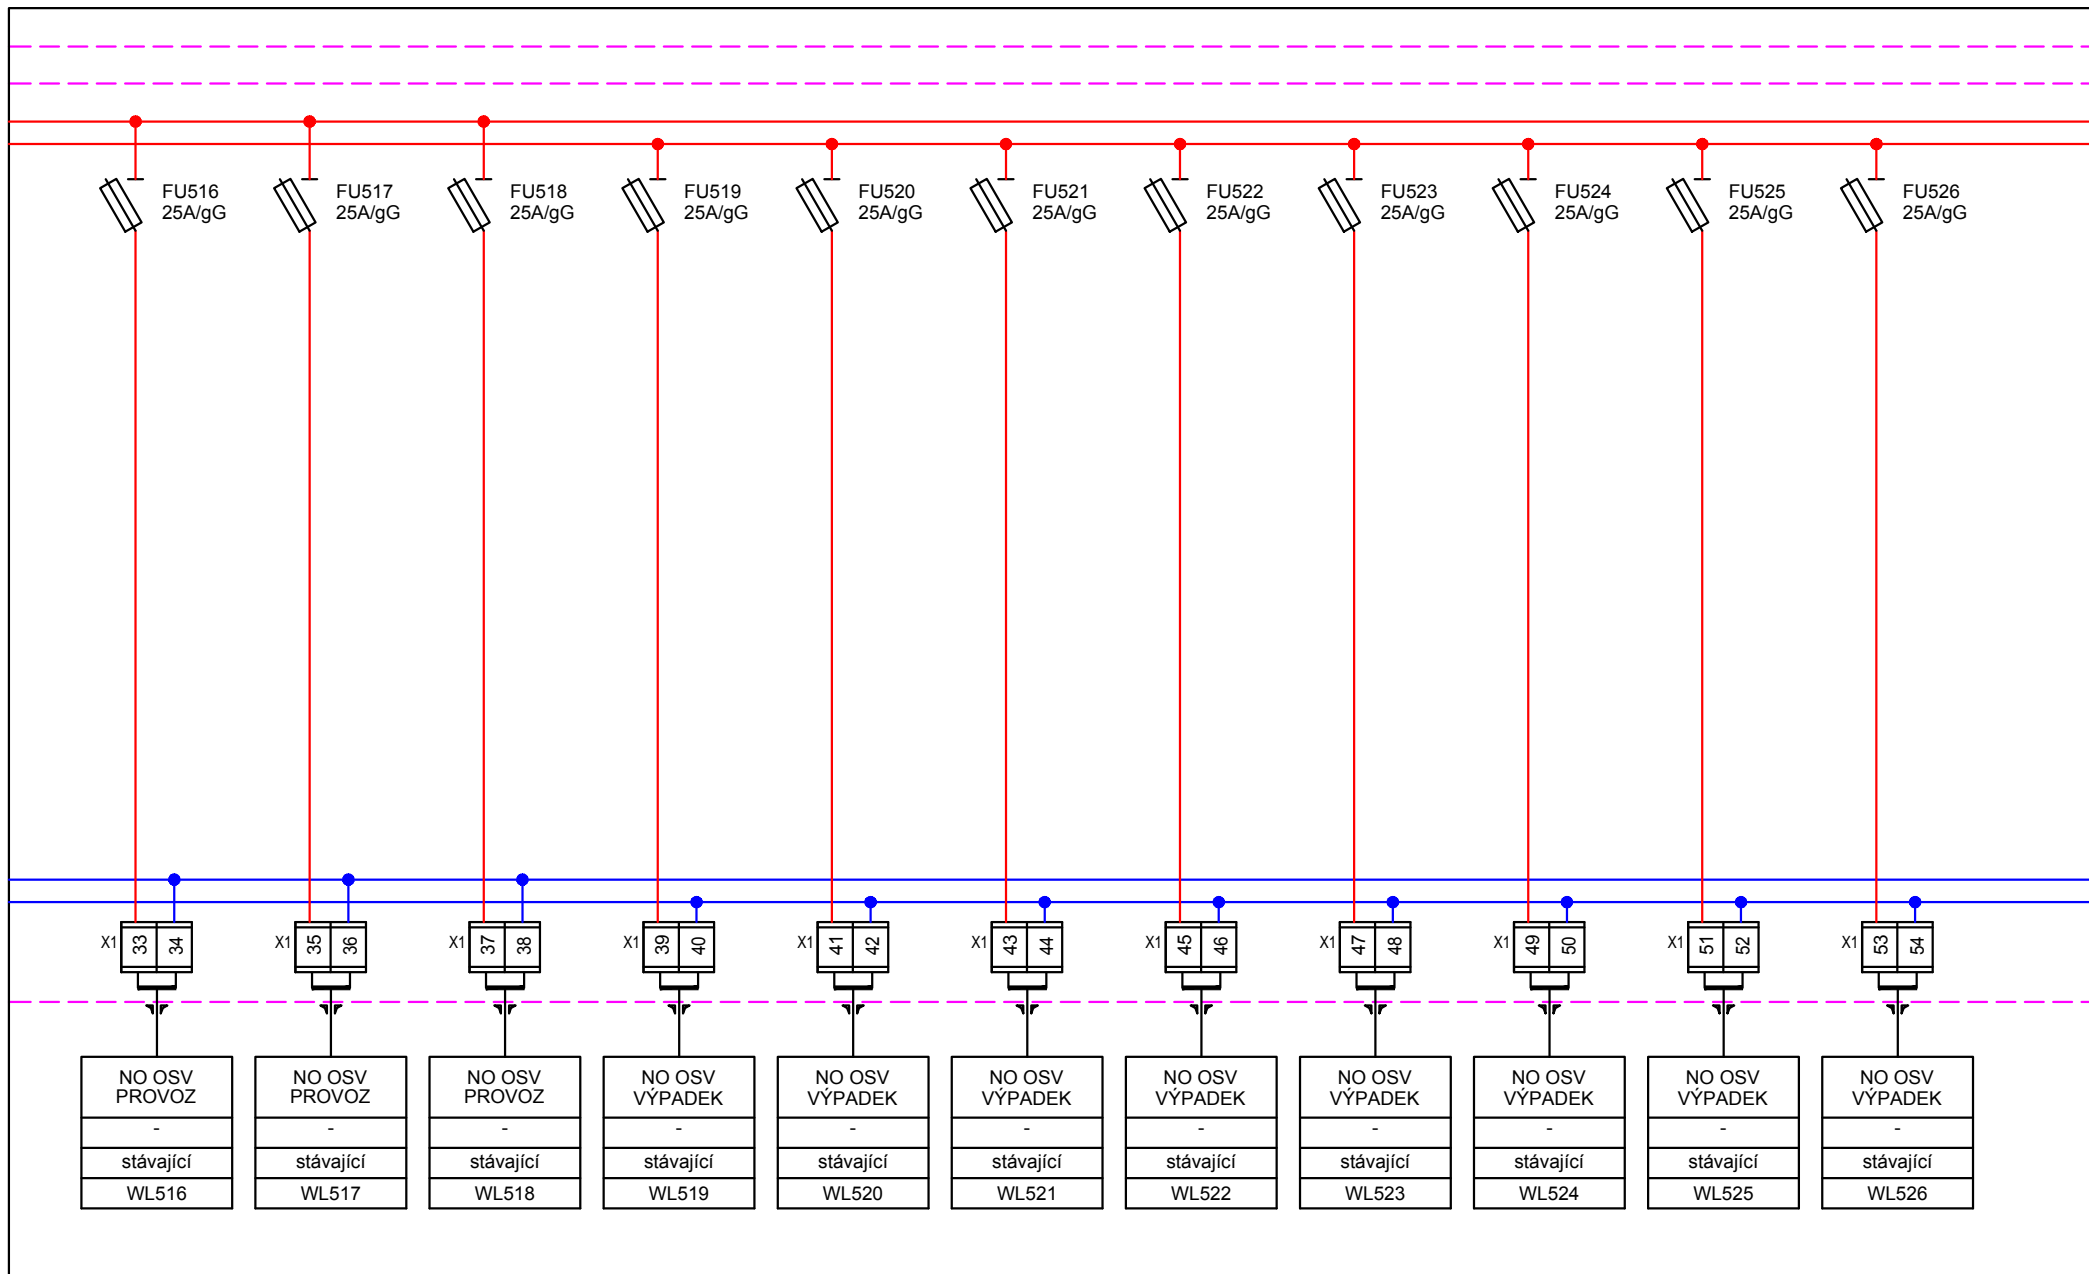 FU516
25A/gG
FU517
25A/gG
FU518
25A/gG
FU519
25A/gG
FU520
25A/gG
FU521
25A/gG
FU522
25A/gG
FU523
25A/gG
FU524
25A/gG
FU525
25A/gG
FU526
25A/gG
X1 33 34
X1 35 36
X1 37 38
X1 39 40
X1 41 42
X1 43 44
X1 45 46
X1 47 48
X1 49 50
X1 51 52
X1 53 54
NO OSV
PROVOZ
-
stávající
WL516
NO OSV
PROVOZ
-
stávající
WL517
NO OSV
PROVOZ
-
stávající
WL518
NO OSV
VÝPADEK
-
stávající
WL519
NO OSV
VÝPADEK
-
stávající
WL520
NO OSV
VÝPADEK
-
stávající
WL521
NO OSV
VÝPADEK
-
stávající
WL522
NO OSV
VÝPADEK
-
stávající
WL523
NO OSV
VÝPADEK
-
stávající
WL524
NO OSV
VÝPADEK
-
stávající
WL525
NO OSV
VÝPADEK
-
stávající
WL526